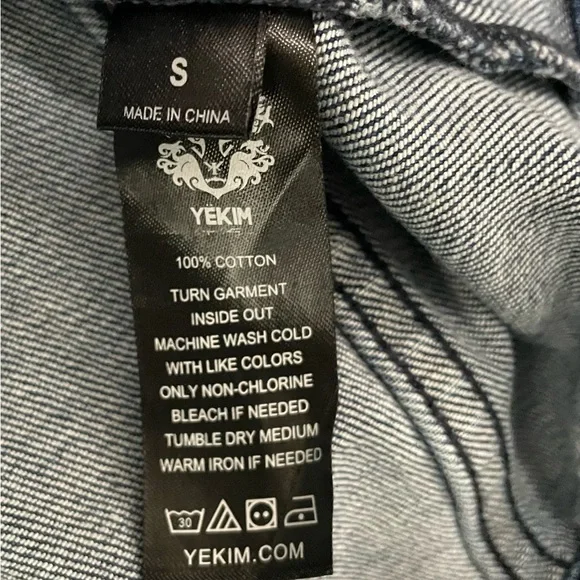 S
MADE IN CHINA
YEKIM
100% COTTON
TURN GARMENT
INSIDE OUT
MACHINE WASH COLD
WITH LIKE COLORS
ONLY NON-CHLORINE
BLEACH IF NEEDED
TUMBLE DRY MEDIUM
WARM IRON IF NEEDED
30
YEKIM.COM